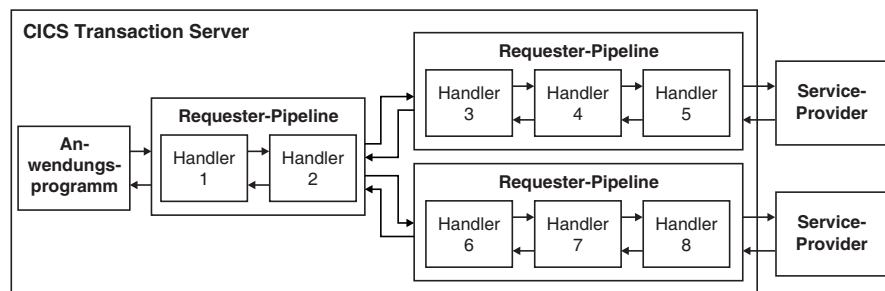 CICS Transaction Server
Requester-Pipeline
Handler
3
Handler
4
Handler
5
Service-
Provider
Requester-Pipeline
An-
wendungs-
programm
Handler
1
Handler
2
Requester-Pipeline
Handler
6
Handler
7
Handler
8
Service-
Provider